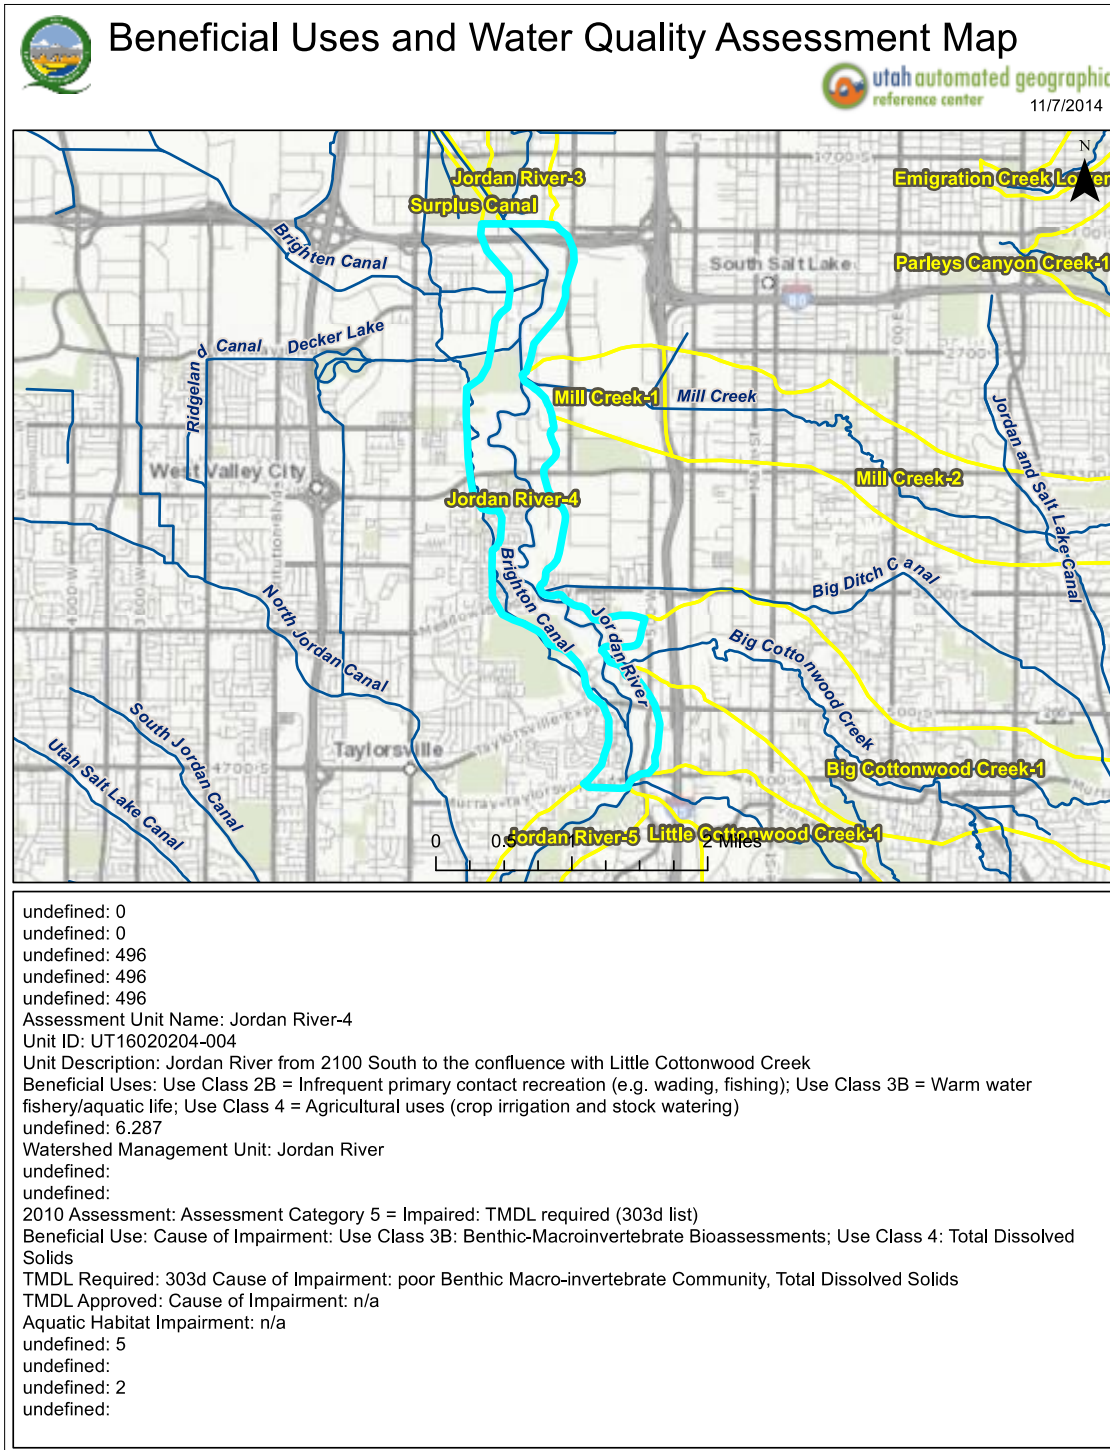 Beneficial Uses and Water Quality Assessment Map
utah automated geographic
reference center
11/7/2014
N
1700 S
Jordan River-3
Emigration Creek Lower
Surplus Canal
Brighten Canal
South Salt Lake
Parleys Canyon Creek-1
80
Ridgeland Canal
Decker Lake
2700 S
Mill Creek-1
Mill Creek
Jordan and Salt Lake Canal
West Valley City
Mill Creek-2
Jordan River-4
Brighton Canal
Big Ditch Canal
North Jordan Canal
Jordan River
Big Cottonwood Creek
South Jordan Canal
Utah Salt Lake Canal
Taylorsville
4700 S
Big Cottonwood Creek-1
Jordan River-5
Little Cottonwood Creek-1
0 0.5 1 2 Miles
undefined: 0
undefined: 0
undefined: 496
undefined: 496
undefined: 496
Assessment Unit Name: Jordan River-4
Unit ID: UT16020204-004
Unit Description: Jordan River from 2100 South to the confluence with Little Cottonwood Creek
Beneficial Uses: Use Class 2B = Infrequent primary contact recreation (e.g. wading, fishing); Use Class 3B = Warm water
fishery/aquatic life; Use Class 4 = Agricultural uses (crop irrigation and stock watering)
undefined: 6.287
Watershed Management Unit: Jordan River
undefined:
undefined:
2010 Assessment: Assessment Category 5 = Impaired: TMDL required (303d list)
Beneficial Use: Cause of Impairment: Use Class 3B: Benthic-Macroinvertebrate Bioassessments; Use Class 4: Total Dissolved
Solids
TMDL Required: 303d Cause of Impairment: poor Benthic Macro-invertebrate Community, Total Dissolved Solids
TMDL Approved: Cause of Impairment: n/a
Aquatic Habitat Impairment: n/a
undefined: 5
undefined:
undefined: 2
undefined: